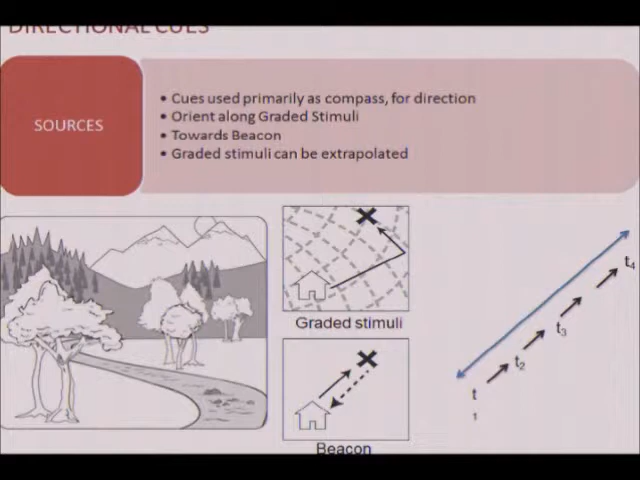 DIRECTIONAL CUES
SOURCES
• Cues used primarily as compass, for direction
• Orient along Graded Stimuli
• Towards Beacon
• Graded stimuli can be extrapolated
Graded stimuli
Beacon
t4
t3
t2
t
1